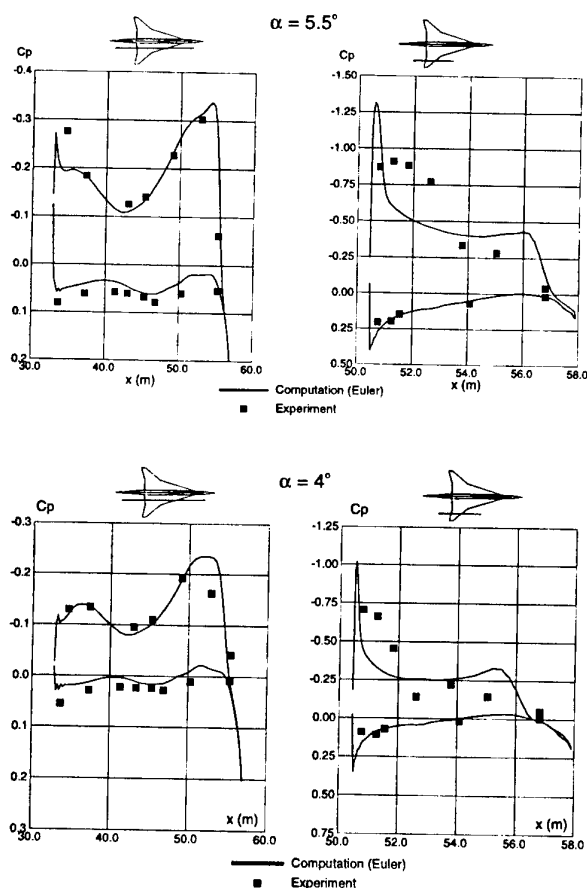 α = 5.5°
Cp
-0.4
-0.3
-0.2
-0.1
0.0
0.1
0.2
30.0 40.0 50.0 60.0
x (m)
Cp
-1.50
-1.25
-1.00
-0.75
-0.50
-0.25
0.00
0.25
0.50
50.0 52.0 54.0 56.0 58.0
x (m)
Computation (Euler)
Experiment
α = 4°
Cp
-0.3
-0.2
-0.1
0.0
0.1
0.2
0.3
30.0 40.0 50.0 60.0
x (m)
Cp
-1.25
-1.00
-0.75
-0.50
-0.25
0.00
0.25
0.50
0.75
50.0 52.0 54.0 56.0 58.0
x (m)
Computation (Euler)
Experiment